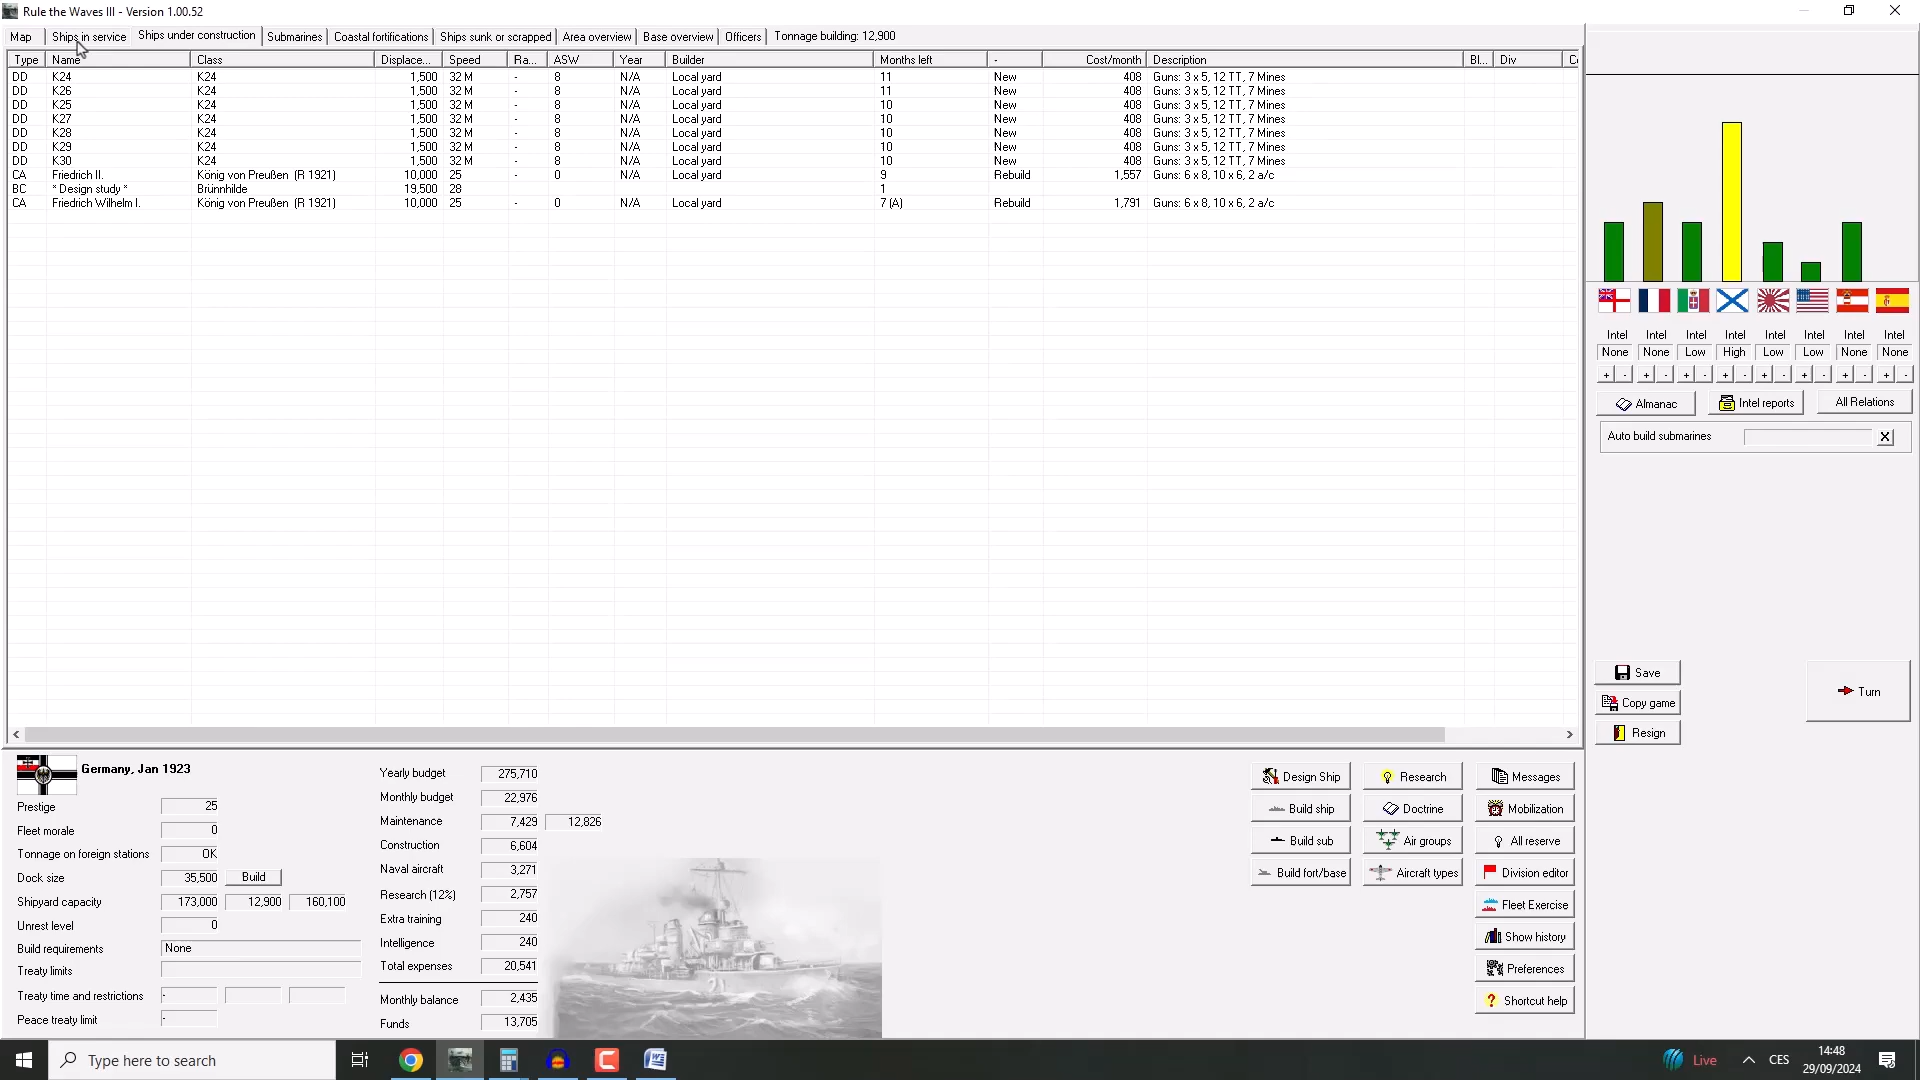 Rule the Waves III - Version 1.00.52
Map Ships in service Ships under construction Submarines Coastal fortifications Ships sunk or scrapped Area overview Base overview Officers Tonnage building: 12,900
Type Name Class Displace... Speed Ra... ASW Year Builder Months left - Cost/month Description Bl... Div
DD K24 K24 1,500 32 M - 8 N/A Local yard 11 New 408 Guns: 3 x 5, 12 TT, 7 Mines
DD K26 K24 1,500 32 M - 8 N/A Local yard 11 New 408 Guns: 3 x 5, 12 TT, 7 Mines
DD K25 K24 1,500 32 M - 8 N/A Local yard 10 New 408 Guns: 3 x 5, 12 TT, 7 Mines
DD K27 K24 1,500 32 M - 8 N/A Local yard 10 New 408 Guns: 3 x 5, 12 TT, 7 Mines
DD K28 K24 1,500 32 M - 8 N/A Local yard 10 New 408 Guns: 3 x 5, 12 TT, 7 Mines
DD K29 K24 1,500 32 M - 8 N/A Local yard 10 New 408 Guns: 3 x 5, 12 TT, 7 Mines
DD K30 K24 1,500 32 M - 8 N/A Local yard 10 New 408 Guns: 3 x 5, 12 TT, 7 Mines
CA Friedrich II. König von Preußen (R 1921) 10,000 25 - 0 N/A Local yard 9 Rebuild 1,557 Guns: 6 x 8, 10 x 6, 2 a/c
BC * Design study * Brünnhilde 19,500 28 1
CA Friedrich Wilhelm I. König von Preußen (R 1921) 10,000 25 - 0 N/A Local yard 7 (A) Rebuild 1,791 Guns: 6 x 8, 10 x 6, 2 a/c
Intel Intel Intel Intel Intel Intel Intel Intel
None None Low High Low Low None None
+ - + - + - + - + - + - + - + -
Almanac Intel reports All Relations
Auto build submarines X
Save
Copy game
Resign
Turn
Germany, Jan 1923
Prestige 25
Fleet morale 0
Tonnage on foreign stations OK
Dock size 35,500 Build
Shipyard capacity 173,000 12,900 160,100
Unrest level 0
Build requirements None
Treaty limits
Treaty time and restrictions -
Peace treaty limit -
Yearly budget 275,710
Monthly budget 22,976
Maintenance 7,429 12,826
Construction 6,604
Naval aircraft 3,271
Research (12%) 2,757
Extra training 240
Intelligence 240
Total expenses 20,541
Monthly balance 2,435
Funds 13,705
Design Ship Research Messages
Build ship Doctrine Mobilization
Build sub Air groups All reserve
Build fort/base Aircraft types Division editor
Fleet Exercise
Show history
Preferences
Shortcut help
Type here to search
Live CES 14:48
29/09/2024